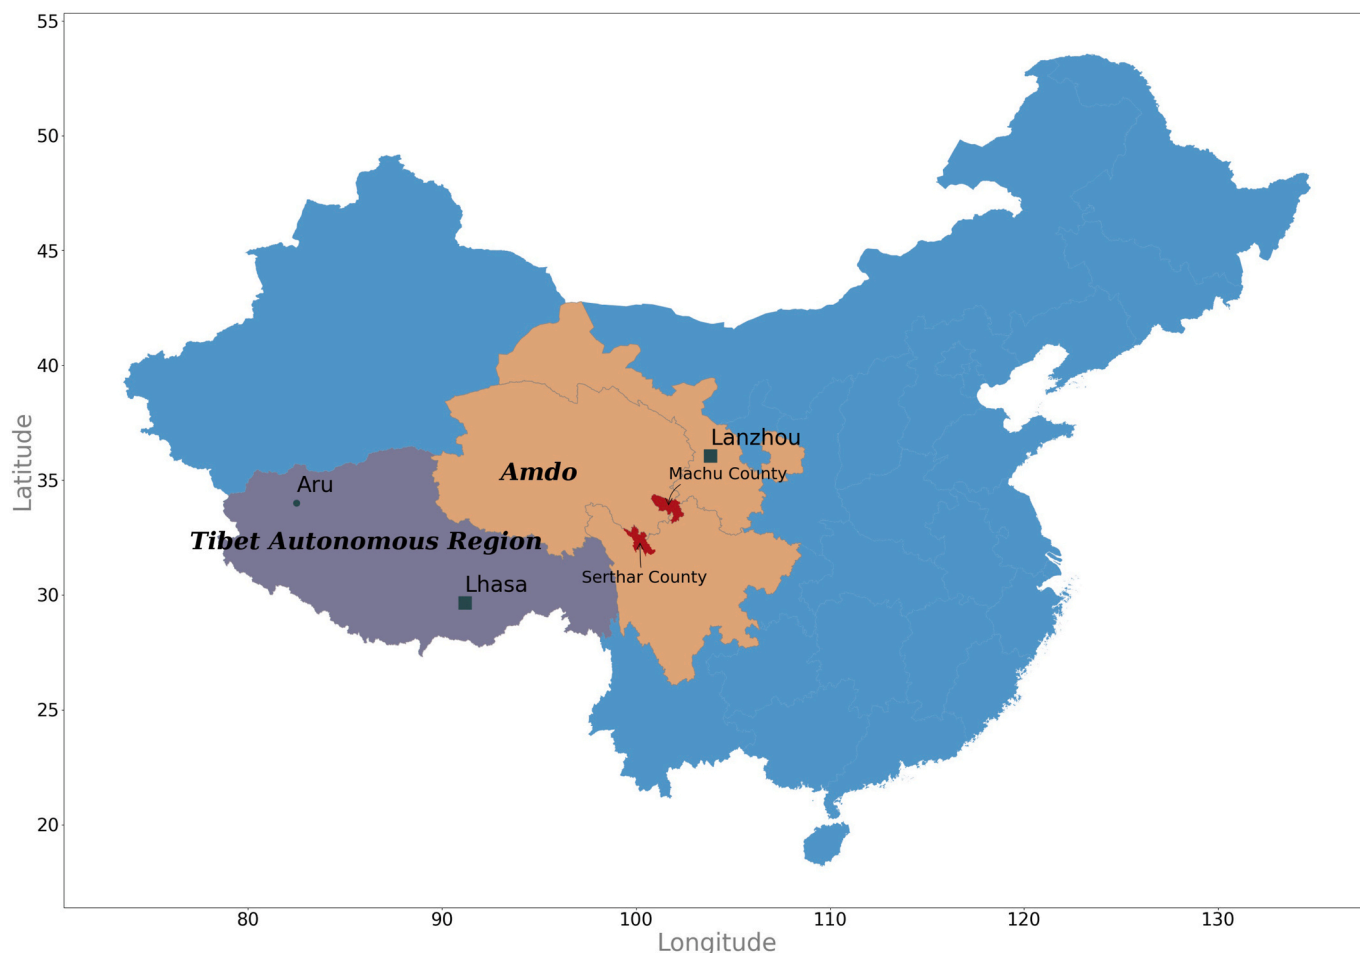 55
50
45
40
35
30
25
20
Latitude
Lanzhou
Machu County
Amdo
Aru
Tibet Autonomous Region
Serthar County
Lhasa
80 90 100 110 120 130
Longitude